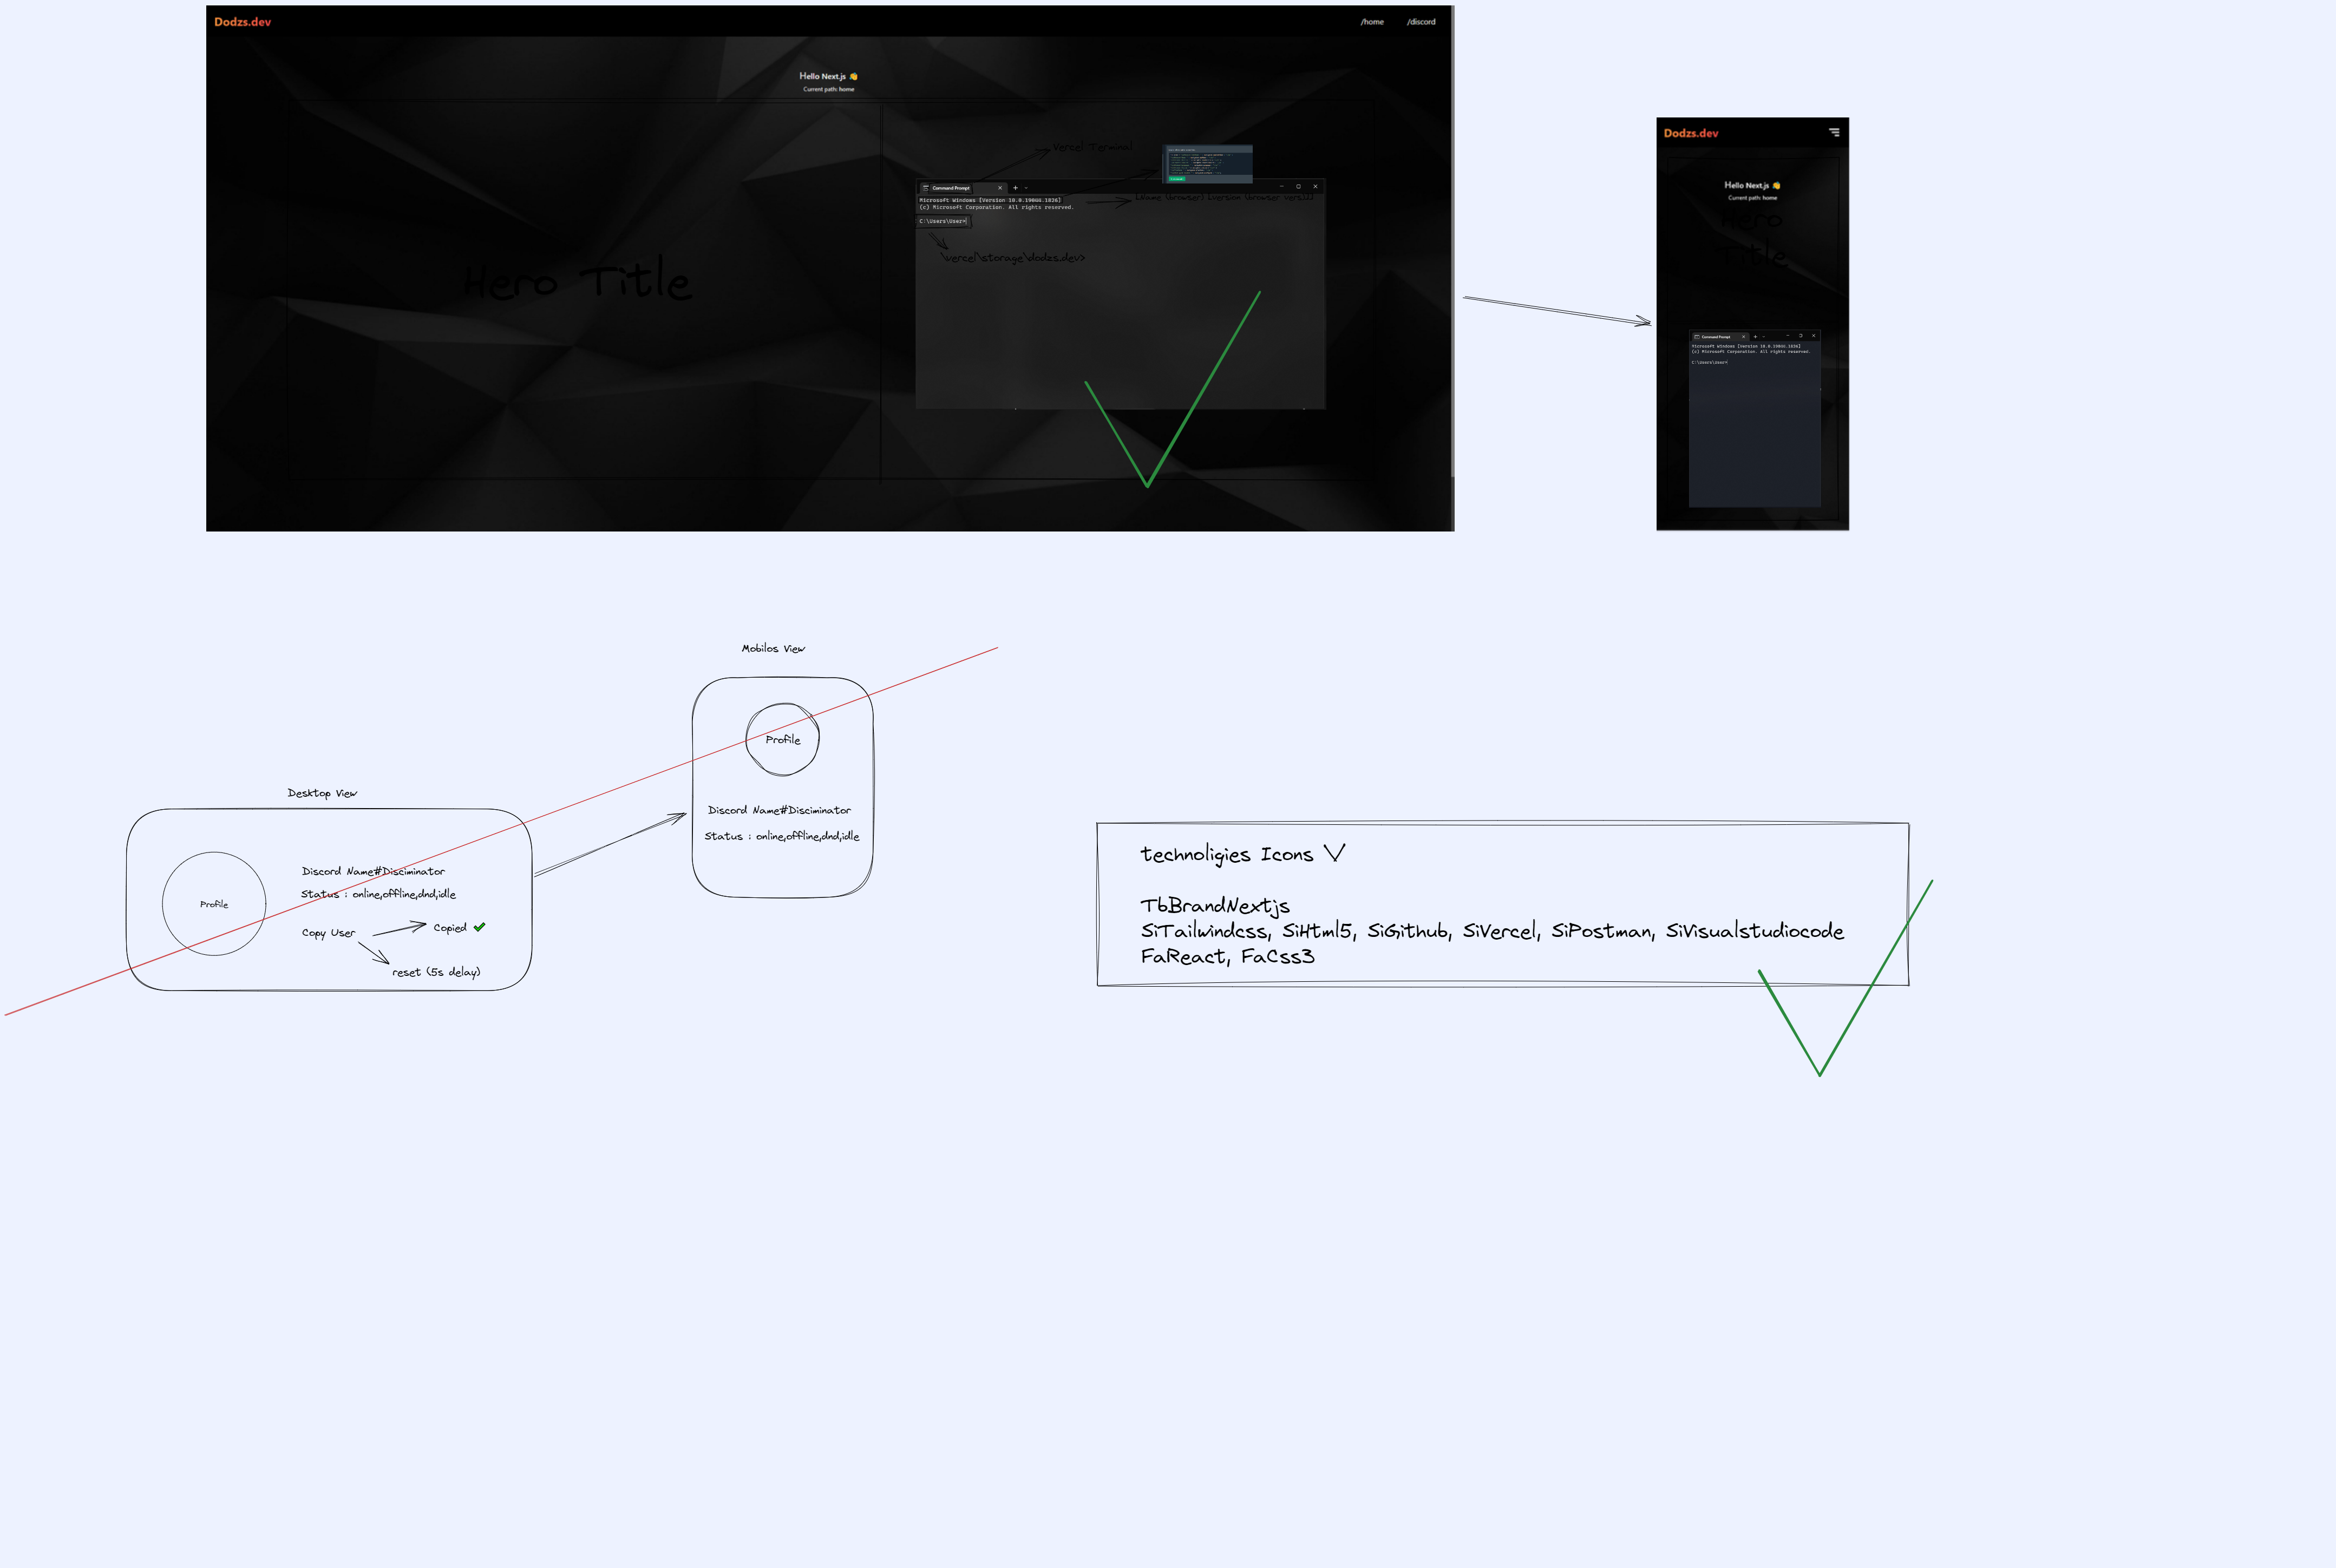 Dodzs.dev
/home /discord
Hello Next.js 👋
Current path: home
Hero Title
Vercel Terminal
Command Prompt
Microsoft Windows [Version 10.0.19044.1826]
(c) Microsoft Corporation. All rights reserved.
C:\Users\User>
\vercel\storage\dodzs.dev>
Dodzs.dev
Hello Next.js 👋
Current path: home
Hero
Title
Command Prompt
Microsoft Windows [Version 10.0.19044.1826]
(c) Microsoft Corporation. All rights reserved.
C:\Users\User>
Mobilos View
Profile
Discord Name#Disciminator
Status : online,offline,dnd,idle
Desktop View
Profile
Discord Name#Disciminator
Status : online,offline,dnd,idle
Copy User
Copied ✔
reset (5s delay)
technoligies Icons \/
TbBrandNextjs
SiTailwindcss, SiHtml5, SiGithub, SiVercel, SiPostman, SiVisualstudiocode
FaReact, FaCss3